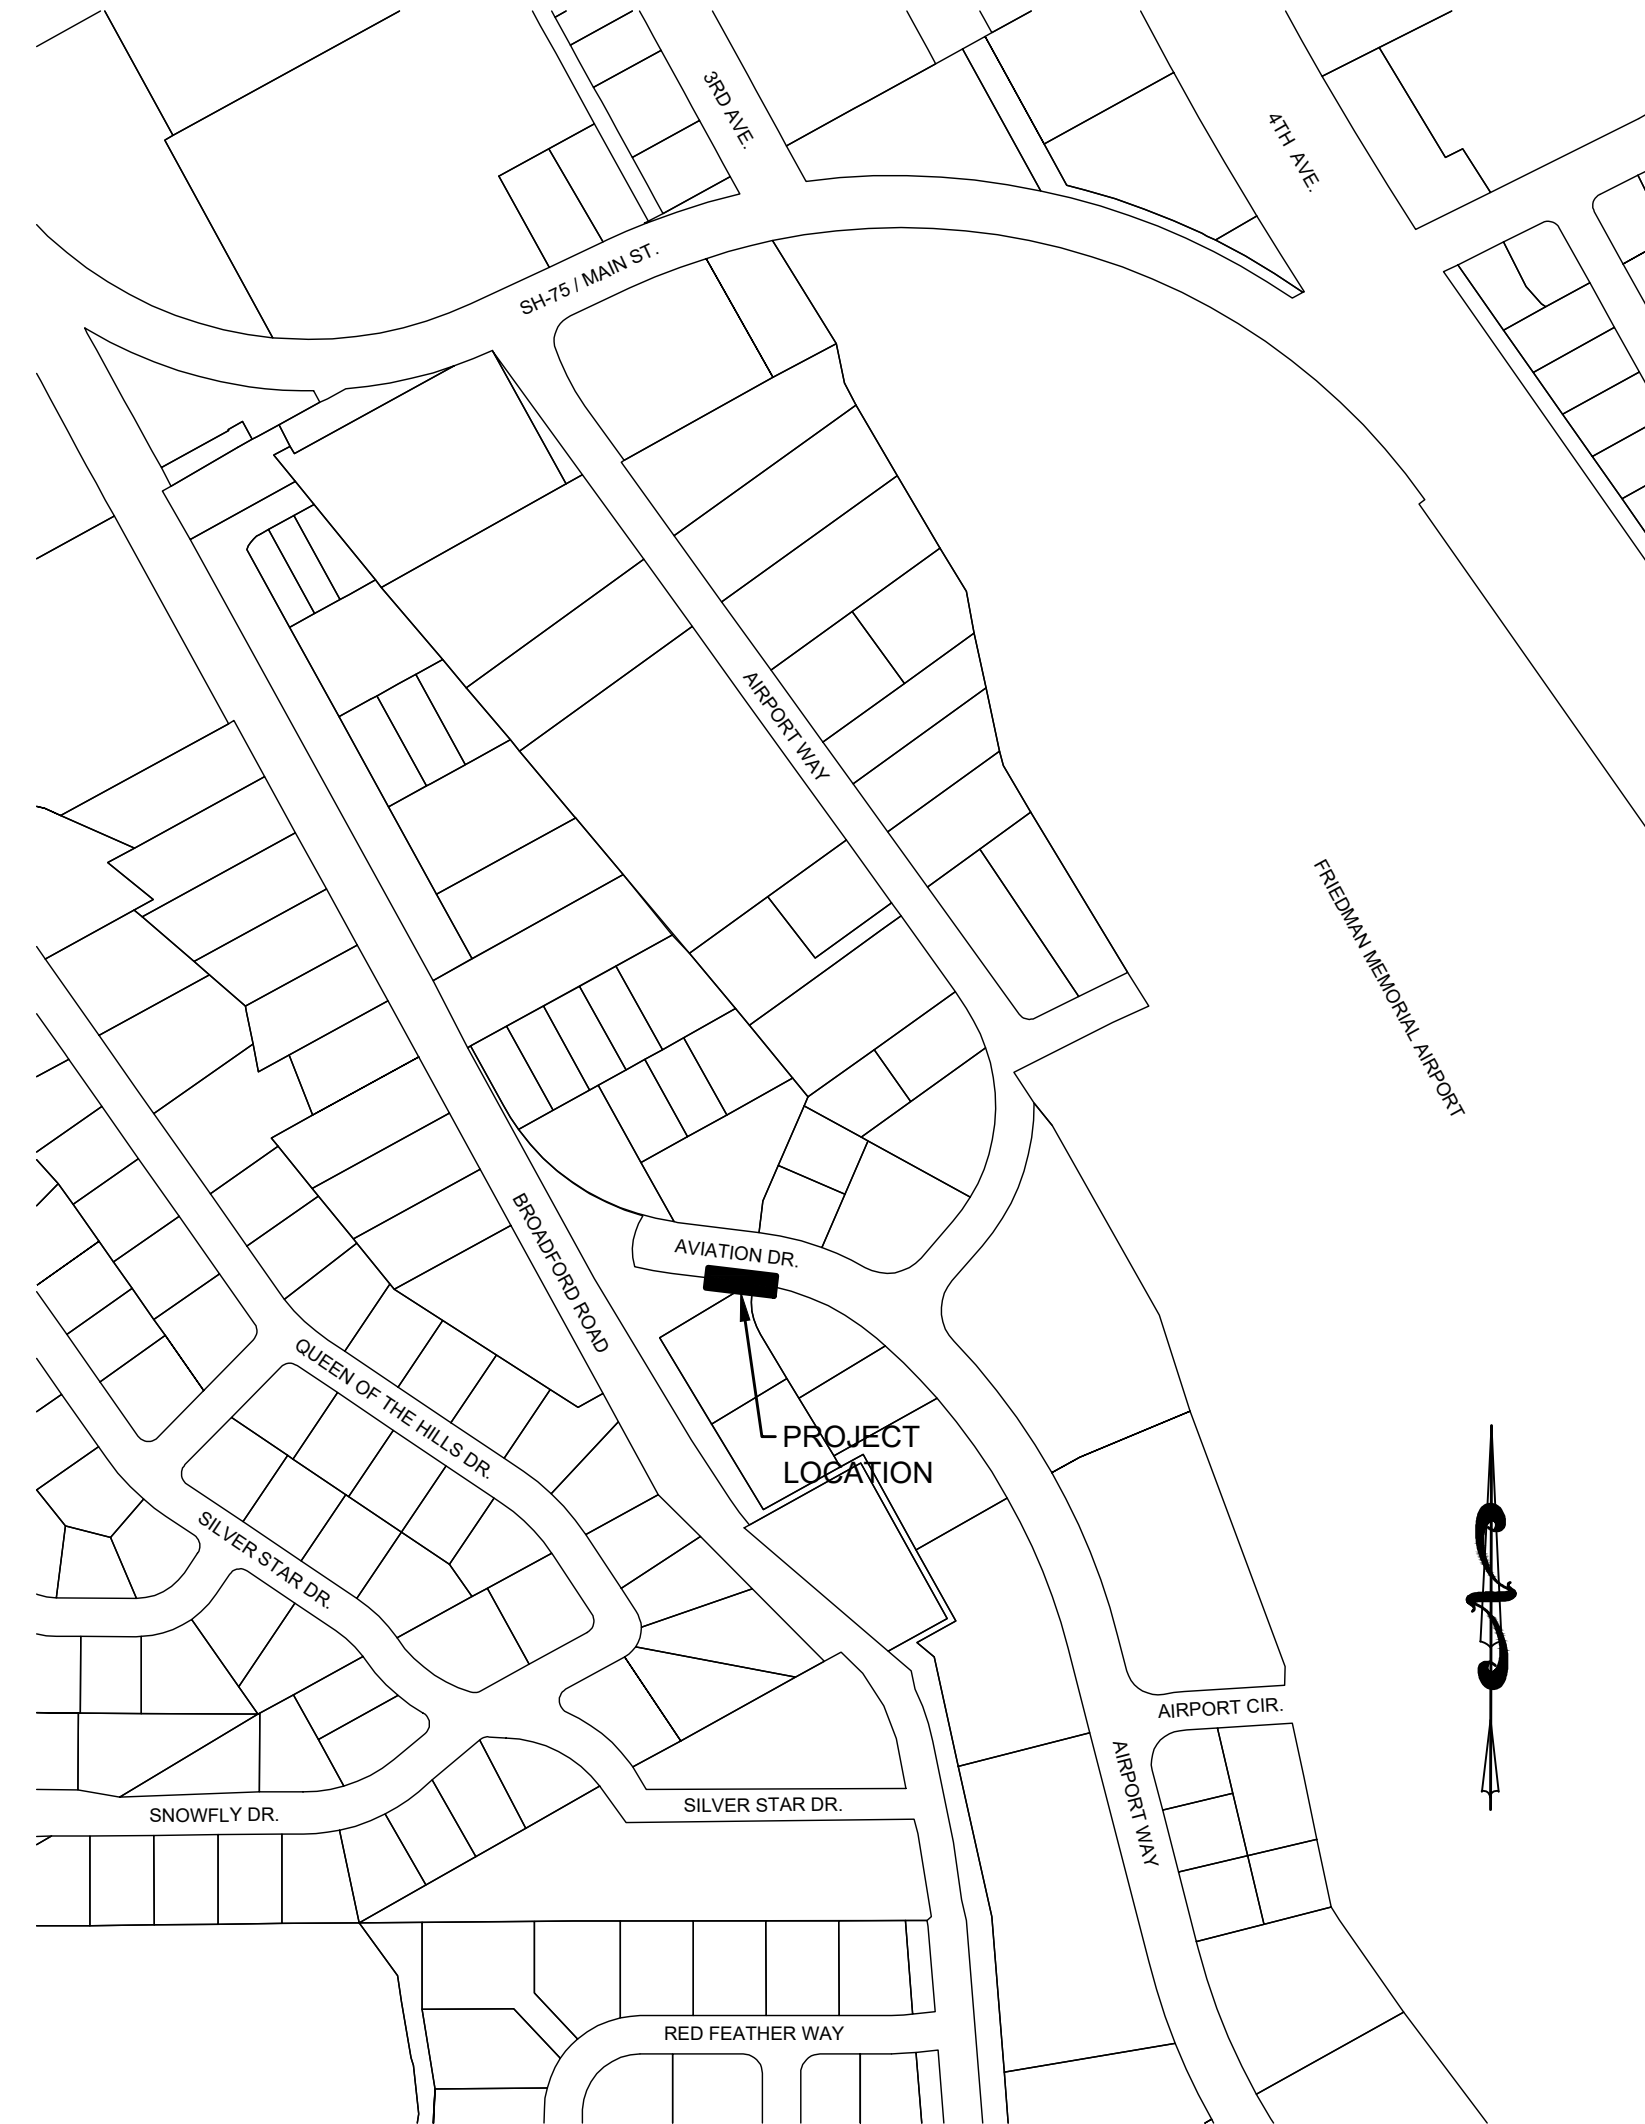 3RD AVE.
4TH AVE.
SH-75 / MAIN ST.
AIRPORT WAY
FRIEDMAN MEMORIAL AIRPORT
BROADFORD ROAD
AVIATION DR.
QUEEN OF THE HILLS DR.
PROJECT
LOCATION
SILVER STAR DR.
AIRPORT CIR.
AIRPORT WAY
SNOWFLY DR.
SILVER STAR DR.
RED FEATHER WAY